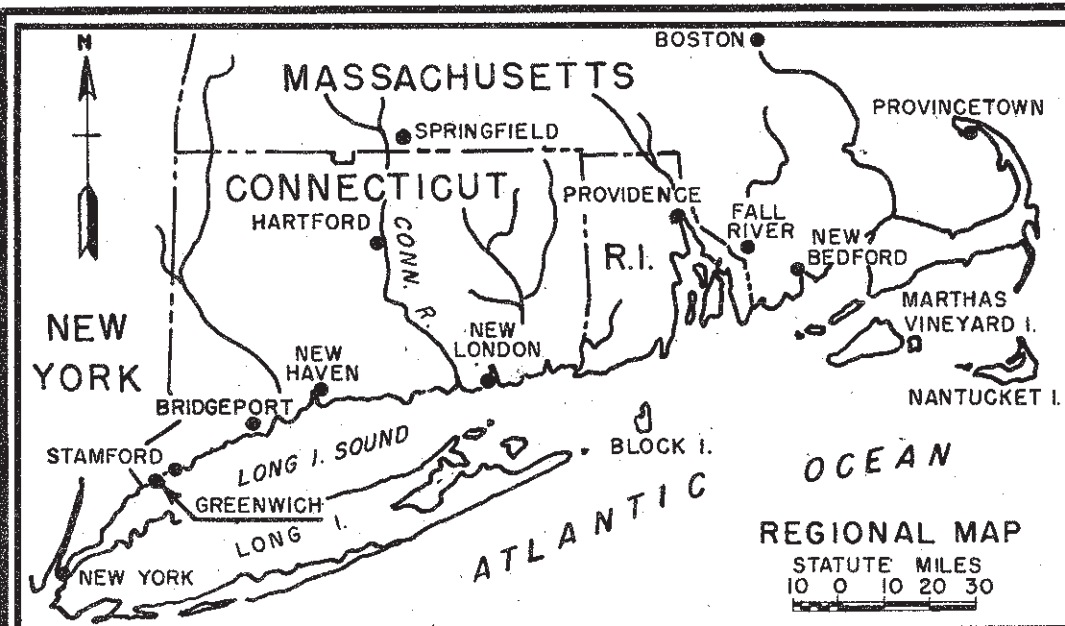 N
BOSTON
MASSACHUSETTS
PROVINCETOWN
SPRINGFIELD
CONNECTICUT
PROVIDENCE
HARTFORD
CONN. R.
FALL
RIVER
NEW
BEDFORD
R.I.
MARTHAS
VINEYARD I.
NEW
YORK
NEW
LONDON
NEW
HAVEN
NANTUCKET I.
BRIDGEPORT
BLOCK I.
STAMFORD
LONG I. SOUND
GREENWICH
LONG I.
ATLANTIC OCEAN
NEW YORK
REGIONAL MAP
STATUTE MILES
10 0 10 20 30